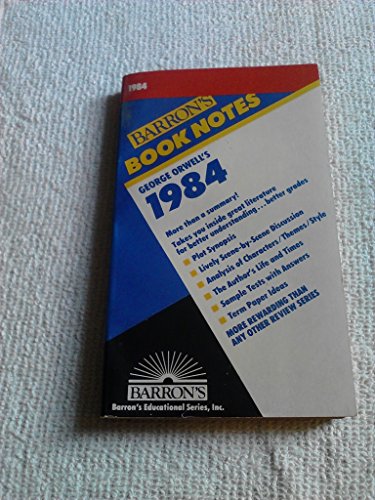 1984
BARRON'S
BOOK NOTES
GEORGE ORWELL'S
1984
More than a summary!
Takes you inside great literature
for better understanding...better grades
Plot Synopsis
Lively Scene-by-Scene Discussion
Analysis of Characters/Themes/Style
The Author's Life and Times
Sample Tests with Answers
Term Paper Ideas
MORE REWARDING THAN
ANY OTHER REVIEW SERIES
BARRON'S
Barron's Educational Series, Inc.